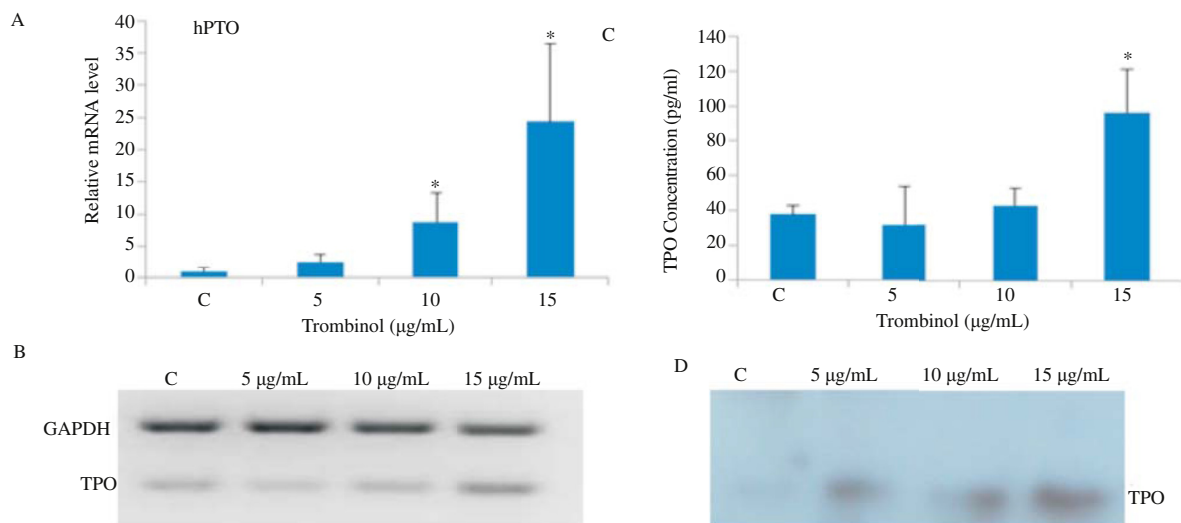 A
hPTO
40
35
30
25
20
15
10
5
0
Relative mRNA level
*
*
C 5 10 15
Trombinol (μg/mL)
C
140
120
100
80
60
40
20
0
TPO Concentration (pg/ml)
*
C 5 10 15
Trombinol (μg/mL)
B
C 5 μg/mL 10 μg/mL 15 μg/mL
GAPDH
TPO
D
C 5 μg/mL 10 μg/mL 15 μg/mL
TPO